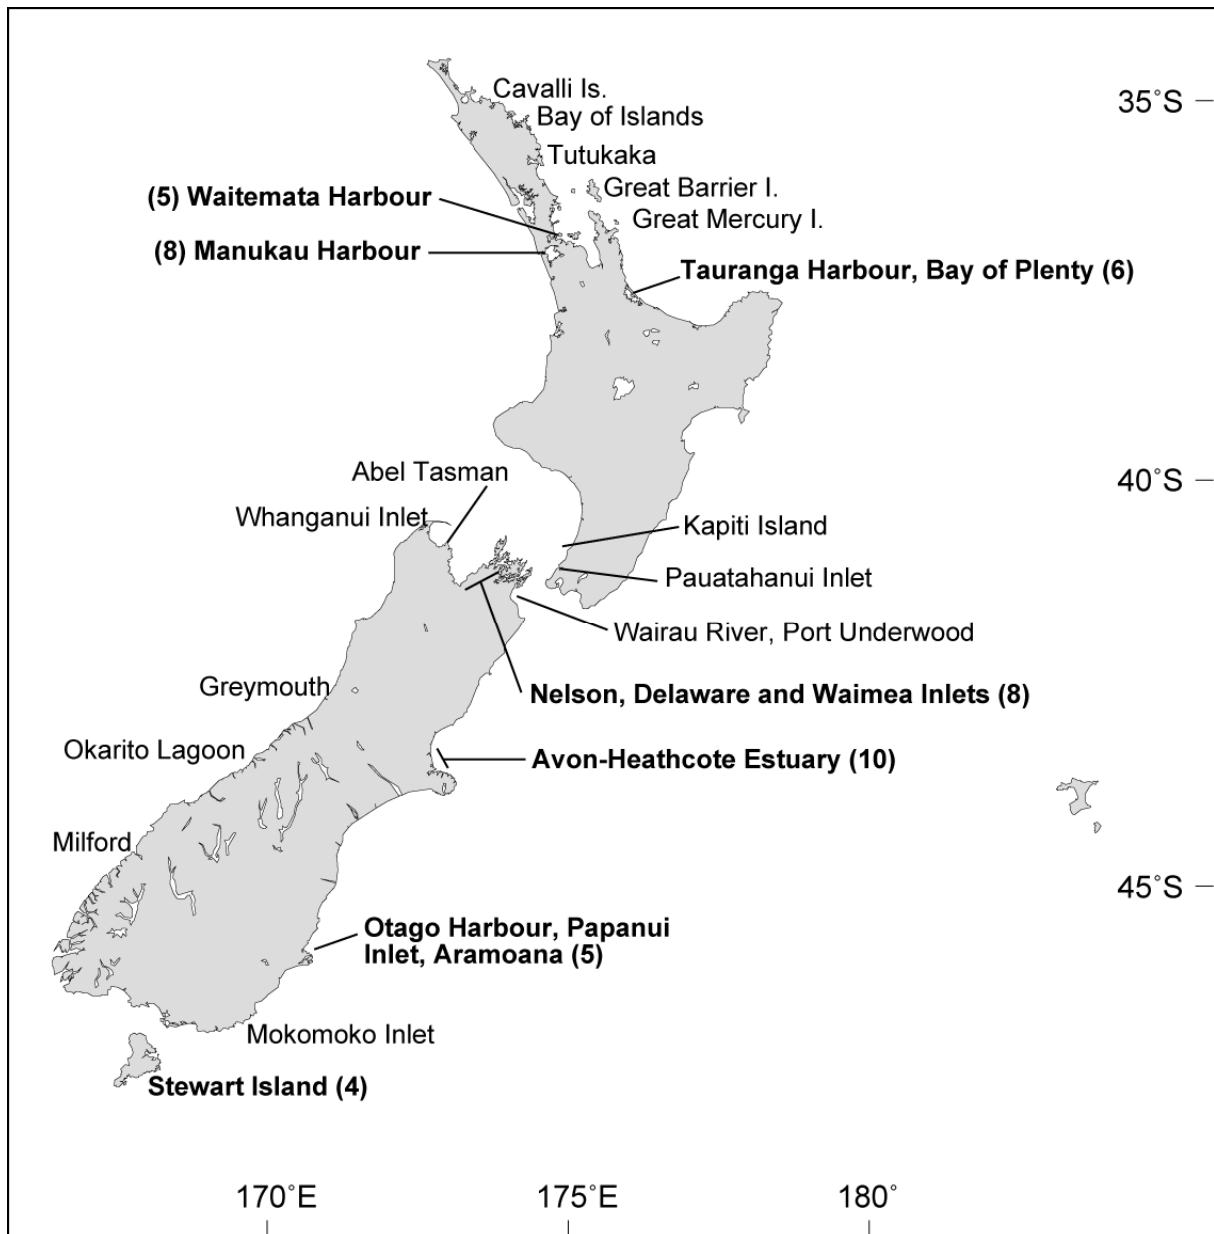 Cavalli Is.
35°S
Bay of Islands
Tutukaka
Great Barrier I.
(5) Waitemata Harbour
Great Mercury I.
(8) Manukau Harbour
Tauranga Harbour, Bay of Plenty (6)
Abel Tasman
40°S
Whanganui Inlet
Kapiti Island
Pauatahanui Inlet
Wairau River, Port Underwood
Greymouth
Nelson, Delaware and Waimea Inlets (8)
Okarito Lagoon
Avon-Heathcote Estuary (10)
Milford
45°S
Otago Harbour, Papanui
Inlet, Aramoana (5)
Mokomoko Inlet
Stewart Island (4)
170°E
175°E
180°